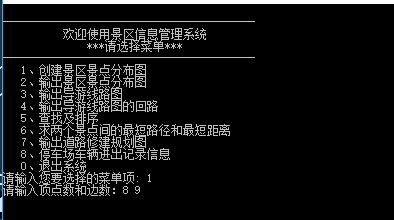 欢迎使用景区信息管理系统
***请选择菜单***
1、创建景区景点分布图
2、输出景区景点分布图
3、输出导游线路图
4、输出导游线路图的回路
5、查找及排序
6、求两个景点间的最短路径和最短距离
7、输出道路修建规划图
8、停车场车辆进出记录信息
0、退出系统
请输入您要选择的菜单项: 1
请输入顶点数和边数: 8 9